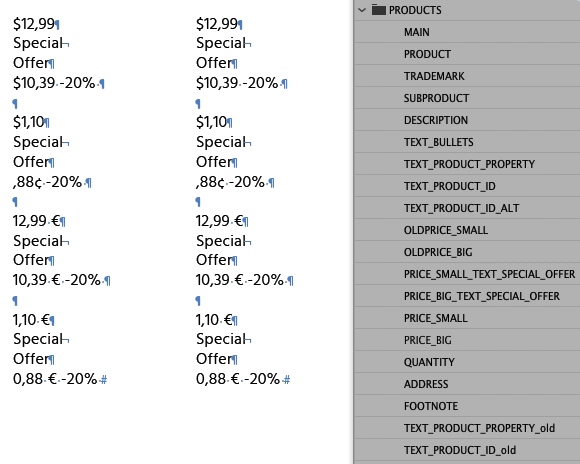 $12,99¶
Special¬
Offer¶
$10,39 -20% ¶
¶
$1,10¶
Special¬
Offer¶
,88¢ -20% ¶
¶
12,99 €¶
Special¬
Offer¶
10,39 € -20% ¶
¶
1,10 €¶
Special¬
Offer¶
0,88 € -20% #
$12,99¶
Special¬
Offer¶
$10,39 -20% ¶
¶
$1,10¶
Special¬
Offer¶
,88¢ -20% ¶
¶
12,99 €¶
Special¬
Offer¶
10,39 € -20% ¶
¶
1,10 €¶
Special¬
Offer¶
0,88 € -20% #
PRODUCTS
MAIN
PRODUCT
TRADEMARK
SUBPRODUCT
DESCRIPTION
TEXT_BULLETS
TEXT_PRODUCT_PROPERTY
TEXT_PRODUCT_ID
TEXT_PRODUCT_ID_ALT
OLDPRICE_SMALL
OLDPRICE_BIG
PRICE_SMALL_TEXT_SPECIAL_OFFER
PRICE_BIG_TEXT_SPECIAL_OFFER
PRICE_SMALL
PRICE_BIG
QUANTITY
ADDRESS
FOOTNOTE
TEXT_PRODUCT_PROPERTY_old
TEXT_PRODUCT_ID_old